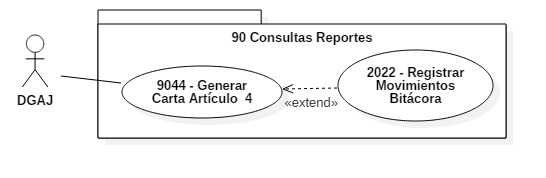 90 Consultas Reportes
DGAJ
9044 - Generar
Carta Artículo  4
«extend»
2022 - Registrar
Movimientos
Bitácora